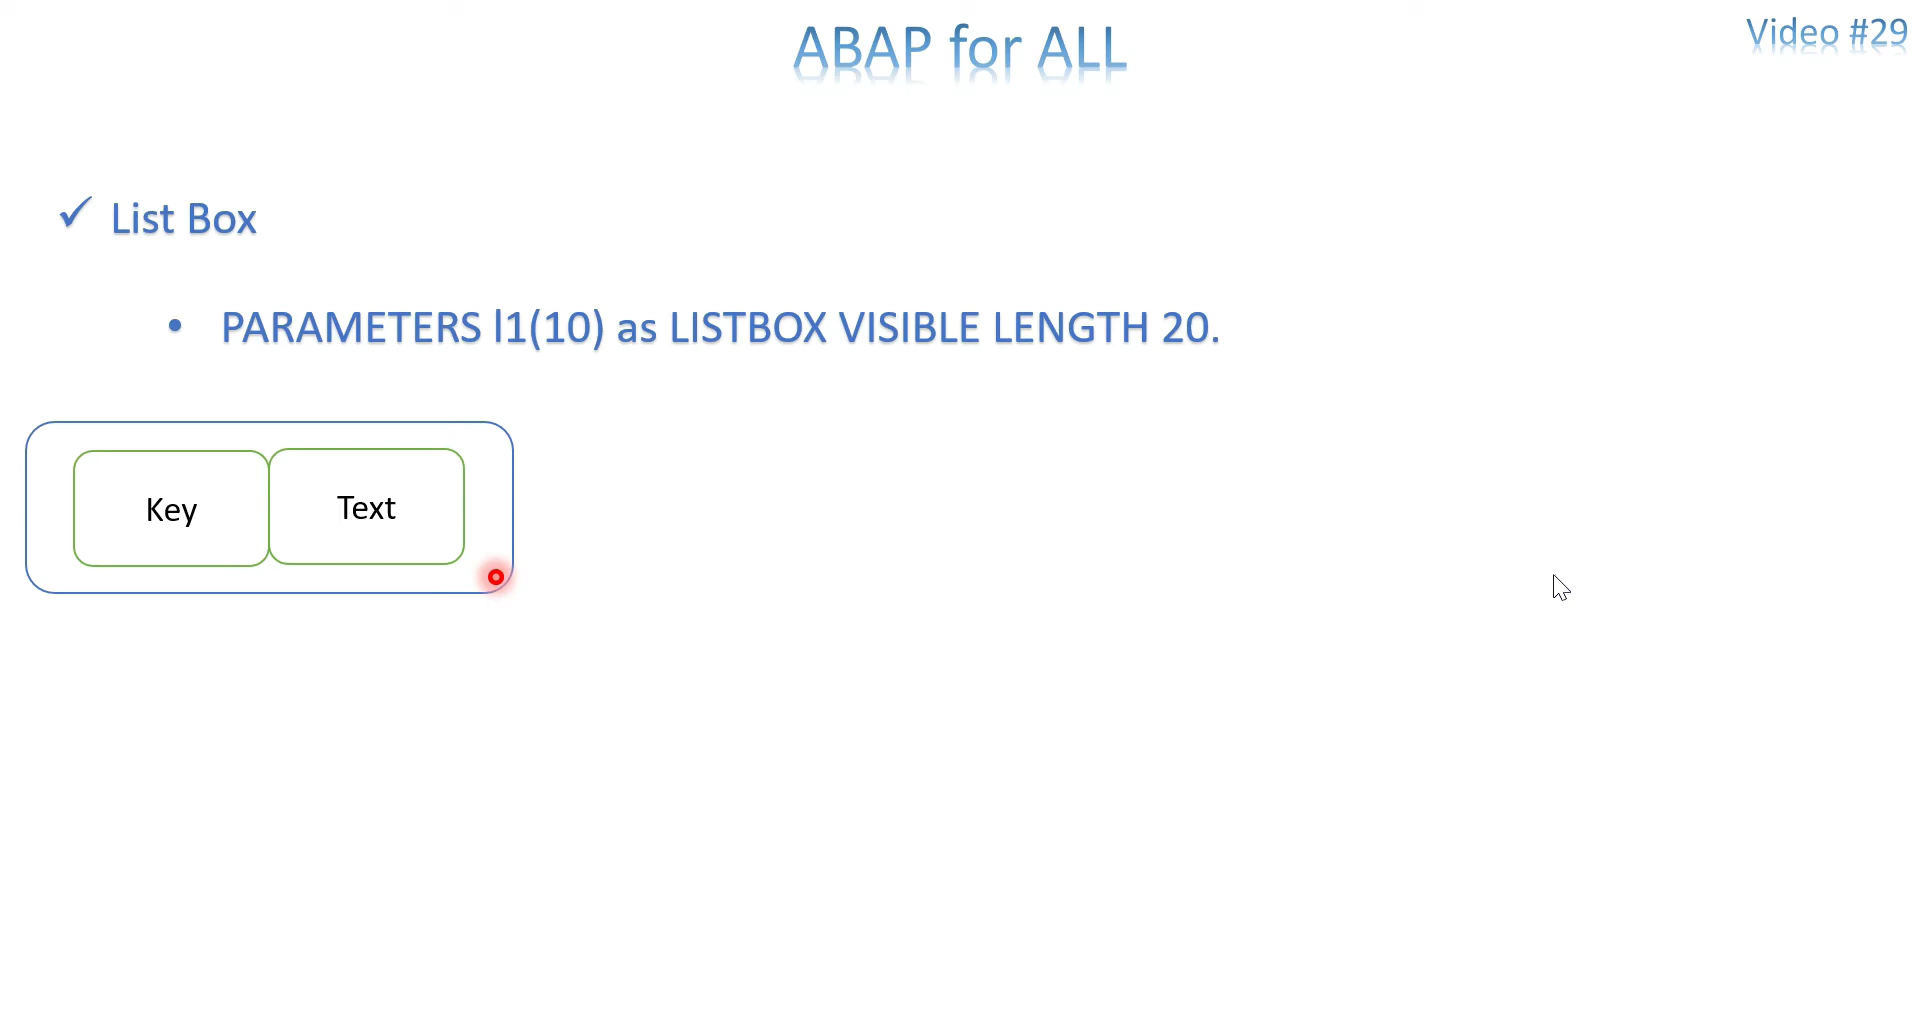 ABAP for ALL
Video #29
List Box
PARAMETERS l1(10) as LISTBOX VISIBLE LENGTH 20.
Key
Text